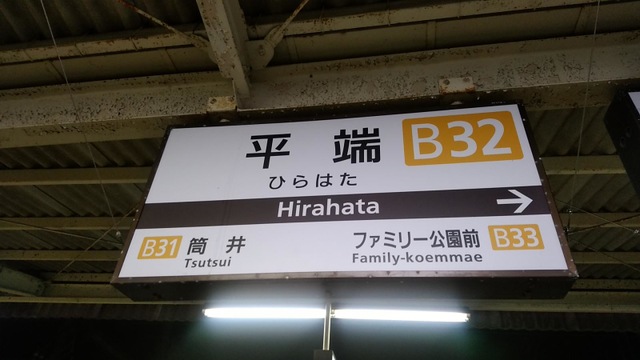 平端 B32
ひらはた
Hirahata
B31 筒井 ファミリー公園前 B33
Tsutsui Family-koemmae